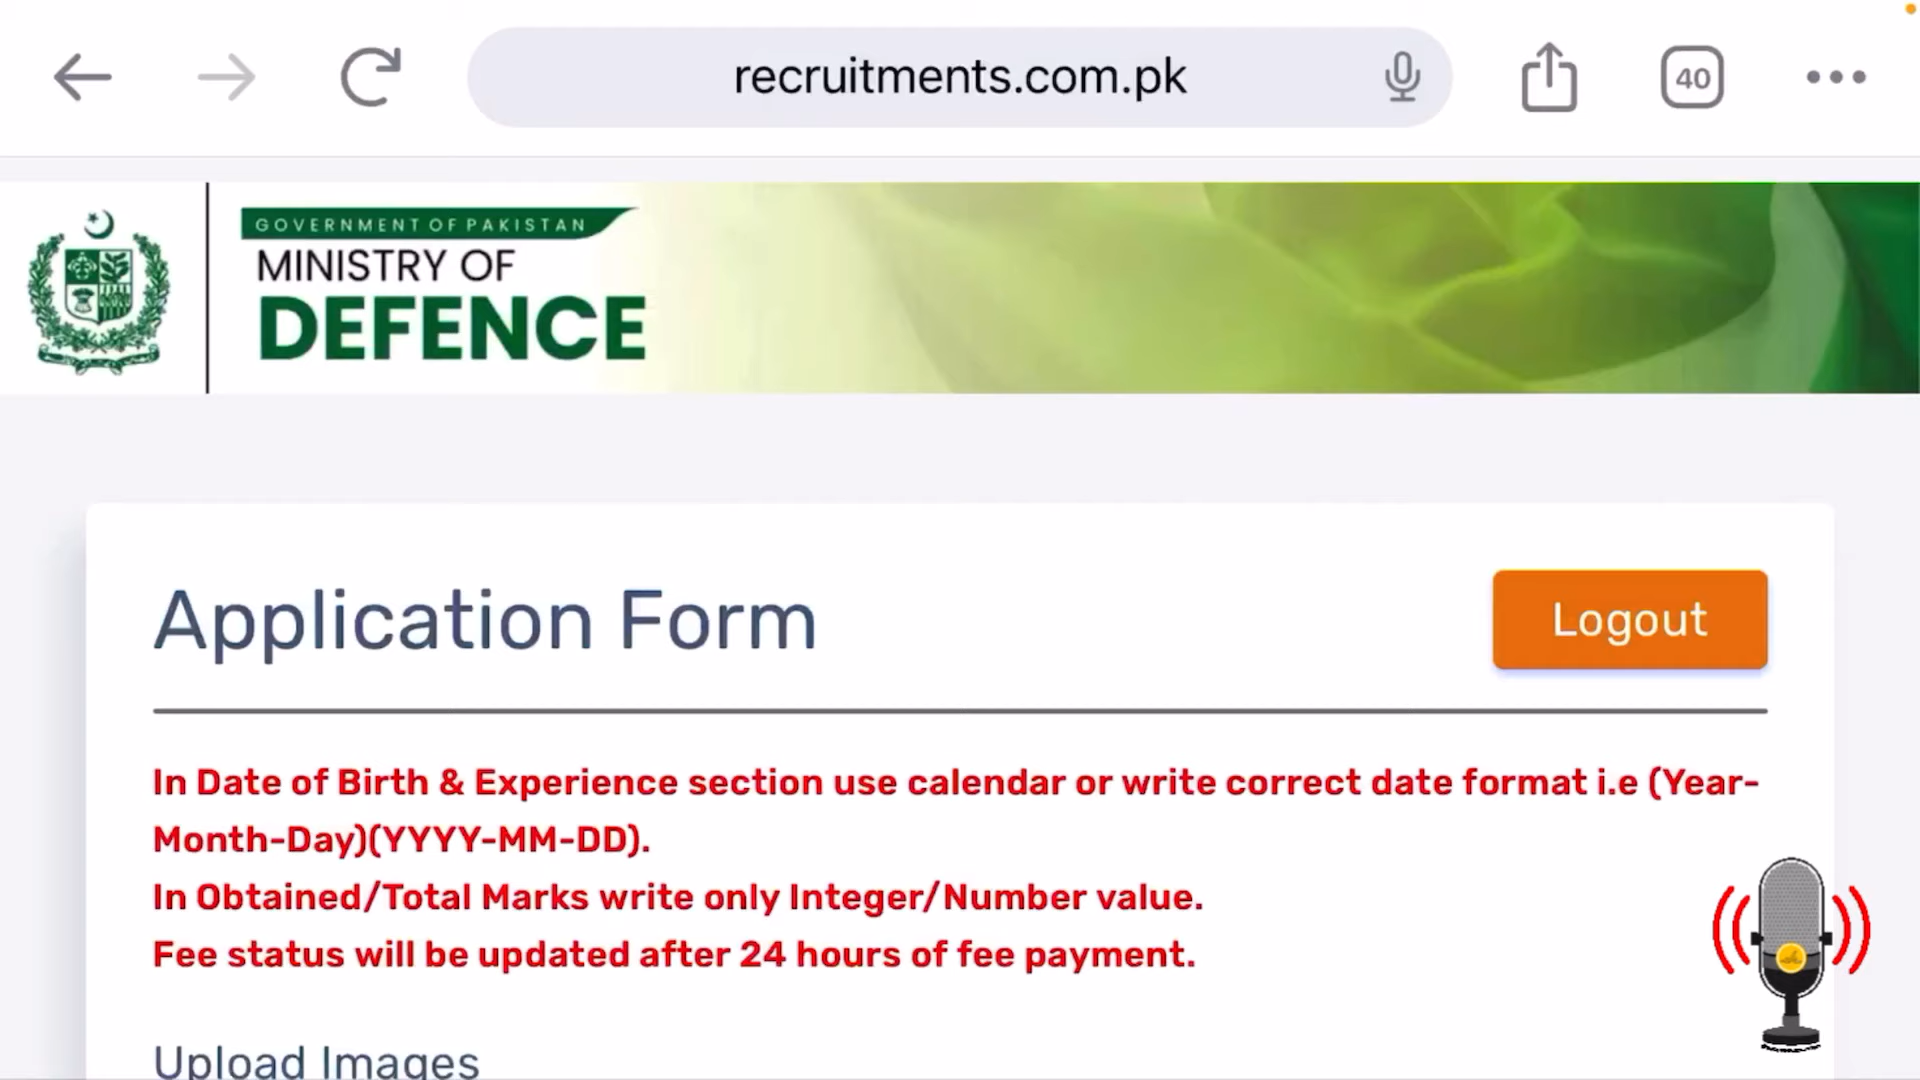 recruitments.com.pk
40
GOVERNMENT OF PAKISTAN
MINISTRY OF
DEFENCE
Application Form
Logout
In Date of Birth & Experience section use calendar or write correct date format i.e (Year-
Month-Day)(YYYY-MM-DD).
In Obtained/Total Marks write only Integer/Number value.
Fee status will be updated after 24 hours of fee payment.
Upload Images